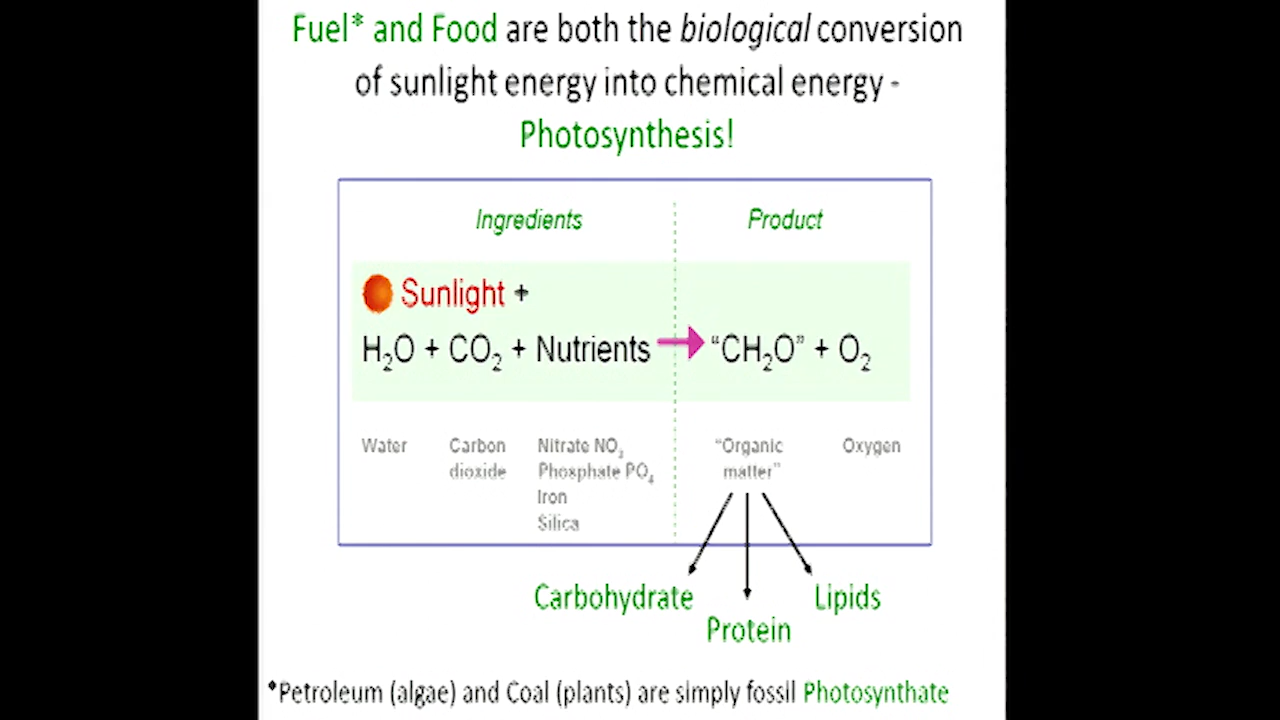 Fuel* and Food are both the biological conversion
of sunlight energy into chemical energy -
Photosynthesis!
Ingredients
Product
Sunlight +
H₂O + CO₂ + Nutrients → “CH₂O” + O₂
Water
Carbon
dioxide
Nitrate NO₃
Phosphate PO₄
Iron
Silica
“Organic
matter”
Oxygen
Carbohydrate
Protein
Lipids
*Petroleum (algae) and Coal (plants) are simply fossil Photosynthate